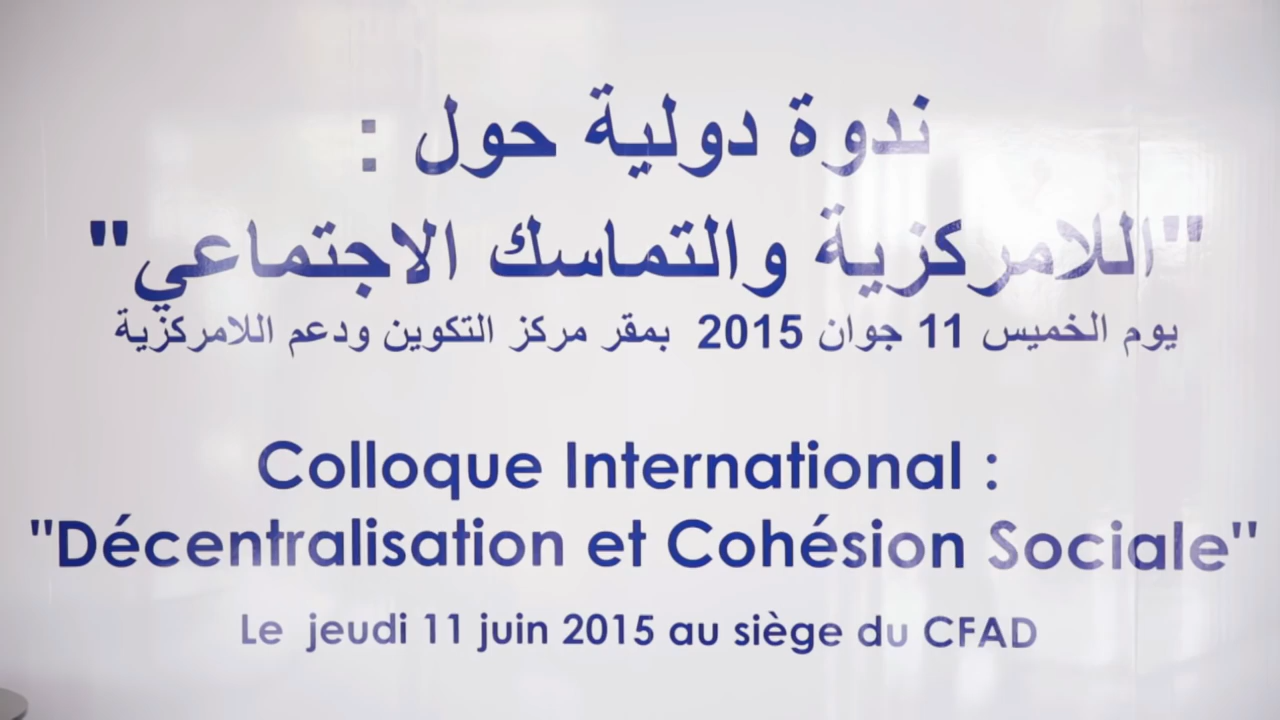 ندوة دولية حول :
"اللامركزية والتماسك الاجتماعي"
يوم الخميس 11 جوان 2015 بمقر مركز التكوين ودعم اللامركزية
Colloque International :
"Décentralisation et Cohésion Sociale"
Le jeudi 11 juin 2015 au siège du CFAD